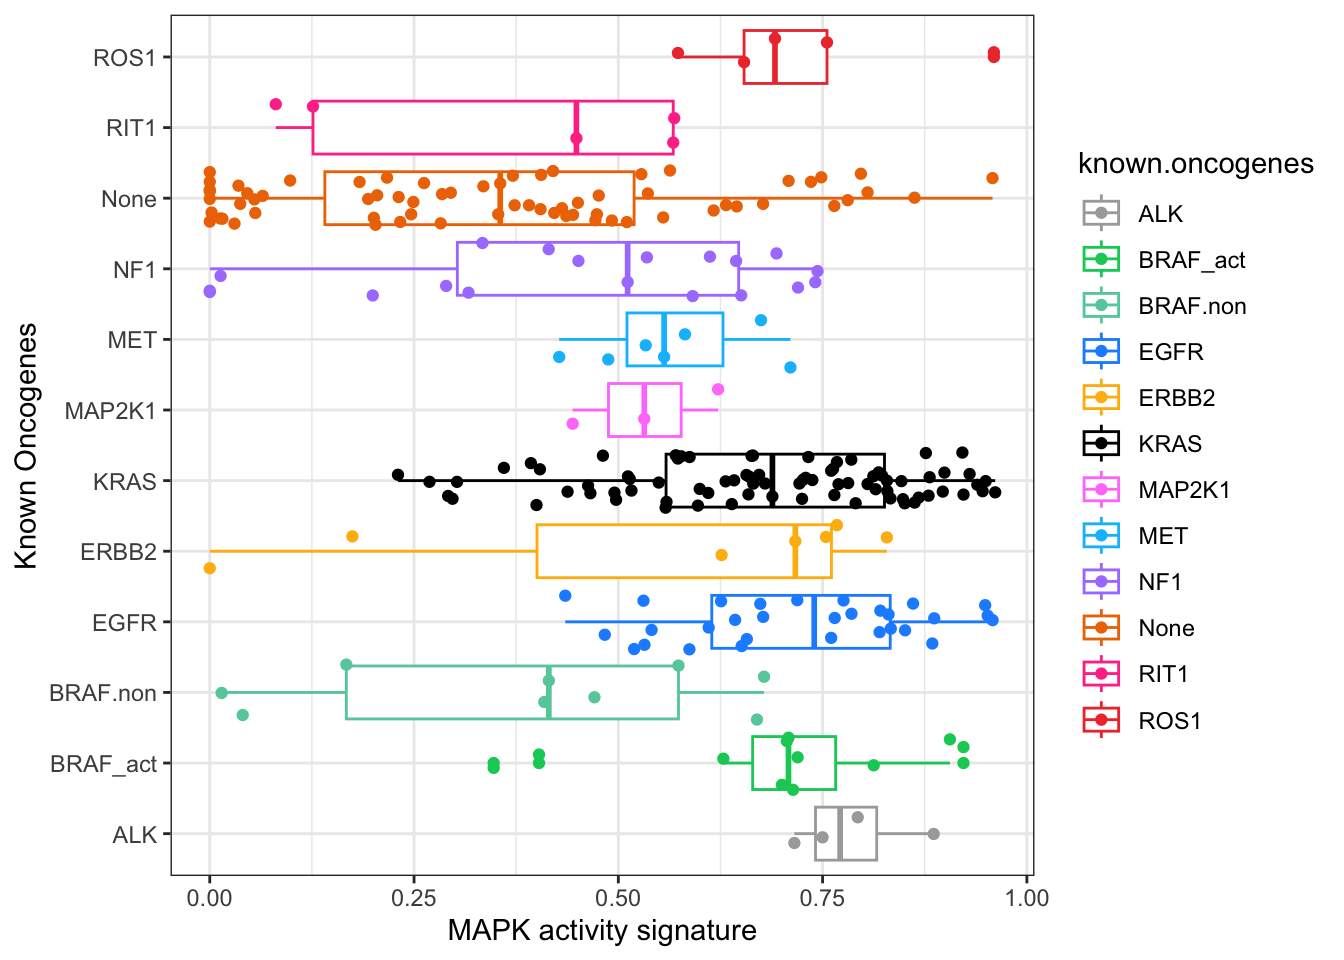 ROS1
RIT1
None
NF1
MET
MAP2K1
KRAS
ERBB2
EGFR
BRAF.non
BRAF_act
ALK
Known Oncogenes
0.00 0.25 0.50 0.75 1.00
MAPK activity signature
known.oncogenes
ALK
BRAF_act
BRAF.non
EGFR
ERBB2
KRAS
MAP2K1
MET
NF1
None
RIT1
ROS1